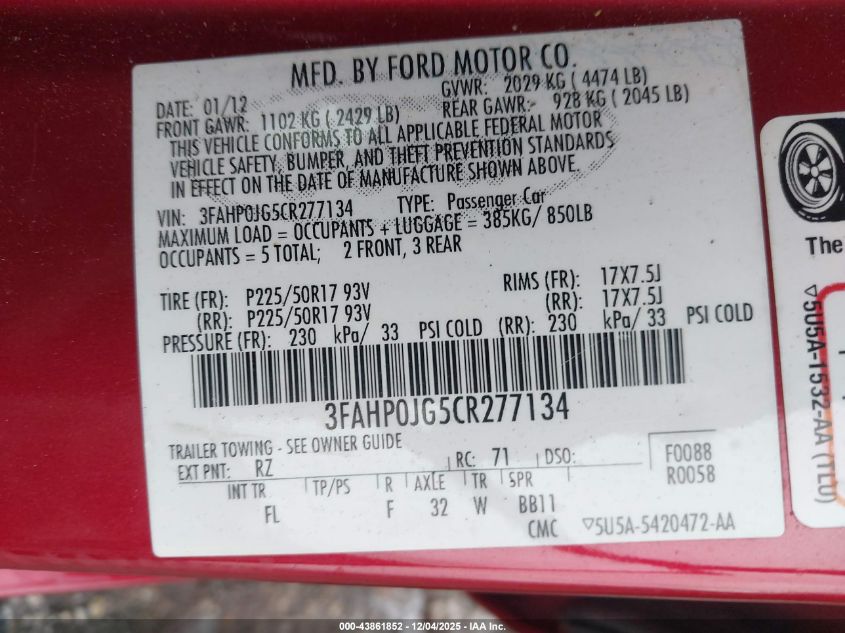 MFD. BY FORD MOTOR CO.
DATE: 01/12 GVWR: 2029 KG ( 4474 LB)
FRONT GAWR: 1102 KG ( 2429 LB) REAR GAWR: 928 KG ( 2045 LB)
THIS VEHICLE CONFORMS TO ALL APPLICABLE FEDERAL MOTOR
VEHICLE SAFETY, BUMPER, AND THEFT PREVENTION STANDARDS
IN EFFECT ON THE DATE OF MANUFACTURE SHOWN ABOVE.
VIN: 3FAHP0JG5CR277134 TYPE: Passenger Car
MAXIMUM LOAD = OCCUPANTS + LUGGAGE = 385KG/ 850LB
OCCUPANTS = 5 TOTAL; 2 FRONT, 3 REAR
TIRE (FR): P225/50R17 93V RIMS (FR): 17X7.5J
(RR): P225/50R17 93V (RR): 17X7.5J
PRESSURE (FR): 230 kPa/ 33 PSI COLD (RR): 230 kPa/ 33 PSI COLD
3FAHP0JG5CR277134
TRAILER TOWING - SEE OWNER GUIDE
EXT PNT: RZ RC: 71 DSO: F0088
R0058
INT TR TP/PS R AXLE TR SPR
FL F 32 W BB11
CMC ▽5U5A-5420472-AA
The
▽5U5A-1532-AA (TLU)
000-43861852 - 12/04/2025 - IAA Inc.